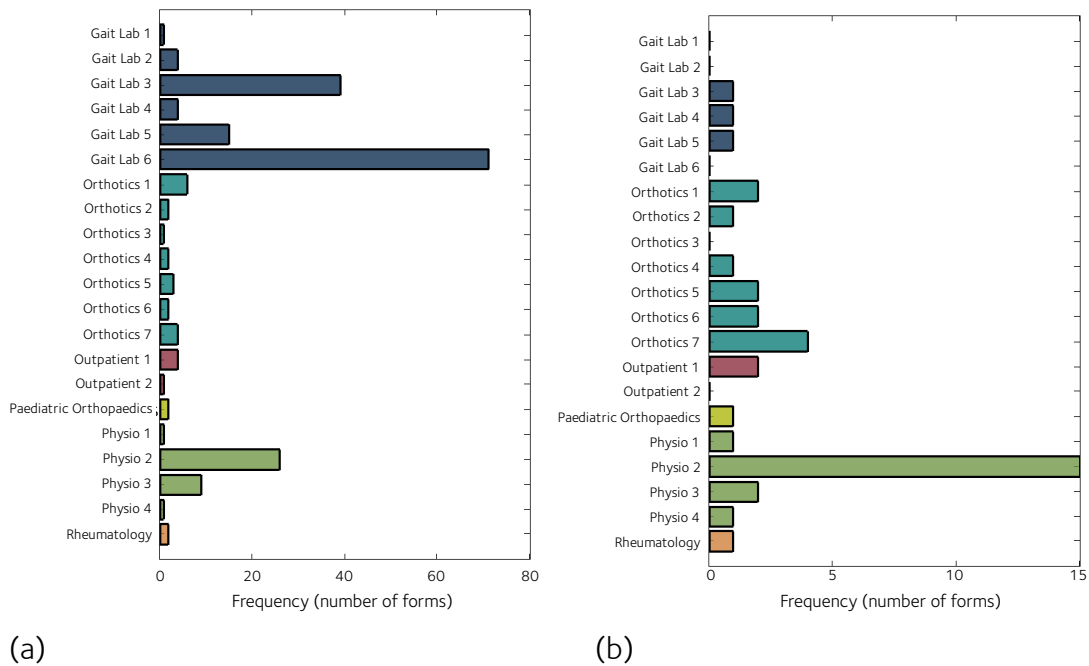 Gait Lab 1
Gait Lab 2
Gait Lab 3
Gait Lab 4
Gait Lab 5
Gait Lab 6
Orthotics 1
Orthotics 2
Orthotics 3
Orthotics 4
Orthotics 5
Orthotics 6
Orthotics 7
Outpatient 1
Outpatient 2
Paediatric Orthopaedics
Physio 1
Physio 2
Physio 3
Physio 4
Rheumatology
0 20 40 60 80
Frequency (number of forms)
(a)
Gait Lab 1
Gait Lab 2
Gait Lab 3
Gait Lab 4
Gait Lab 5
Gait Lab 6
Orthotics 1
Orthotics 2
Orthotics 3
Orthotics 4
Orthotics 5
Orthotics 6
Orthotics 7
Outpatient 1
Outpatient 2
Paediatric Orthopaedics
Physio 1
Physio 2
Physio 3
Physio 4
Rheumatology
0 5 10 15
Frequency (number of forms)
(b)